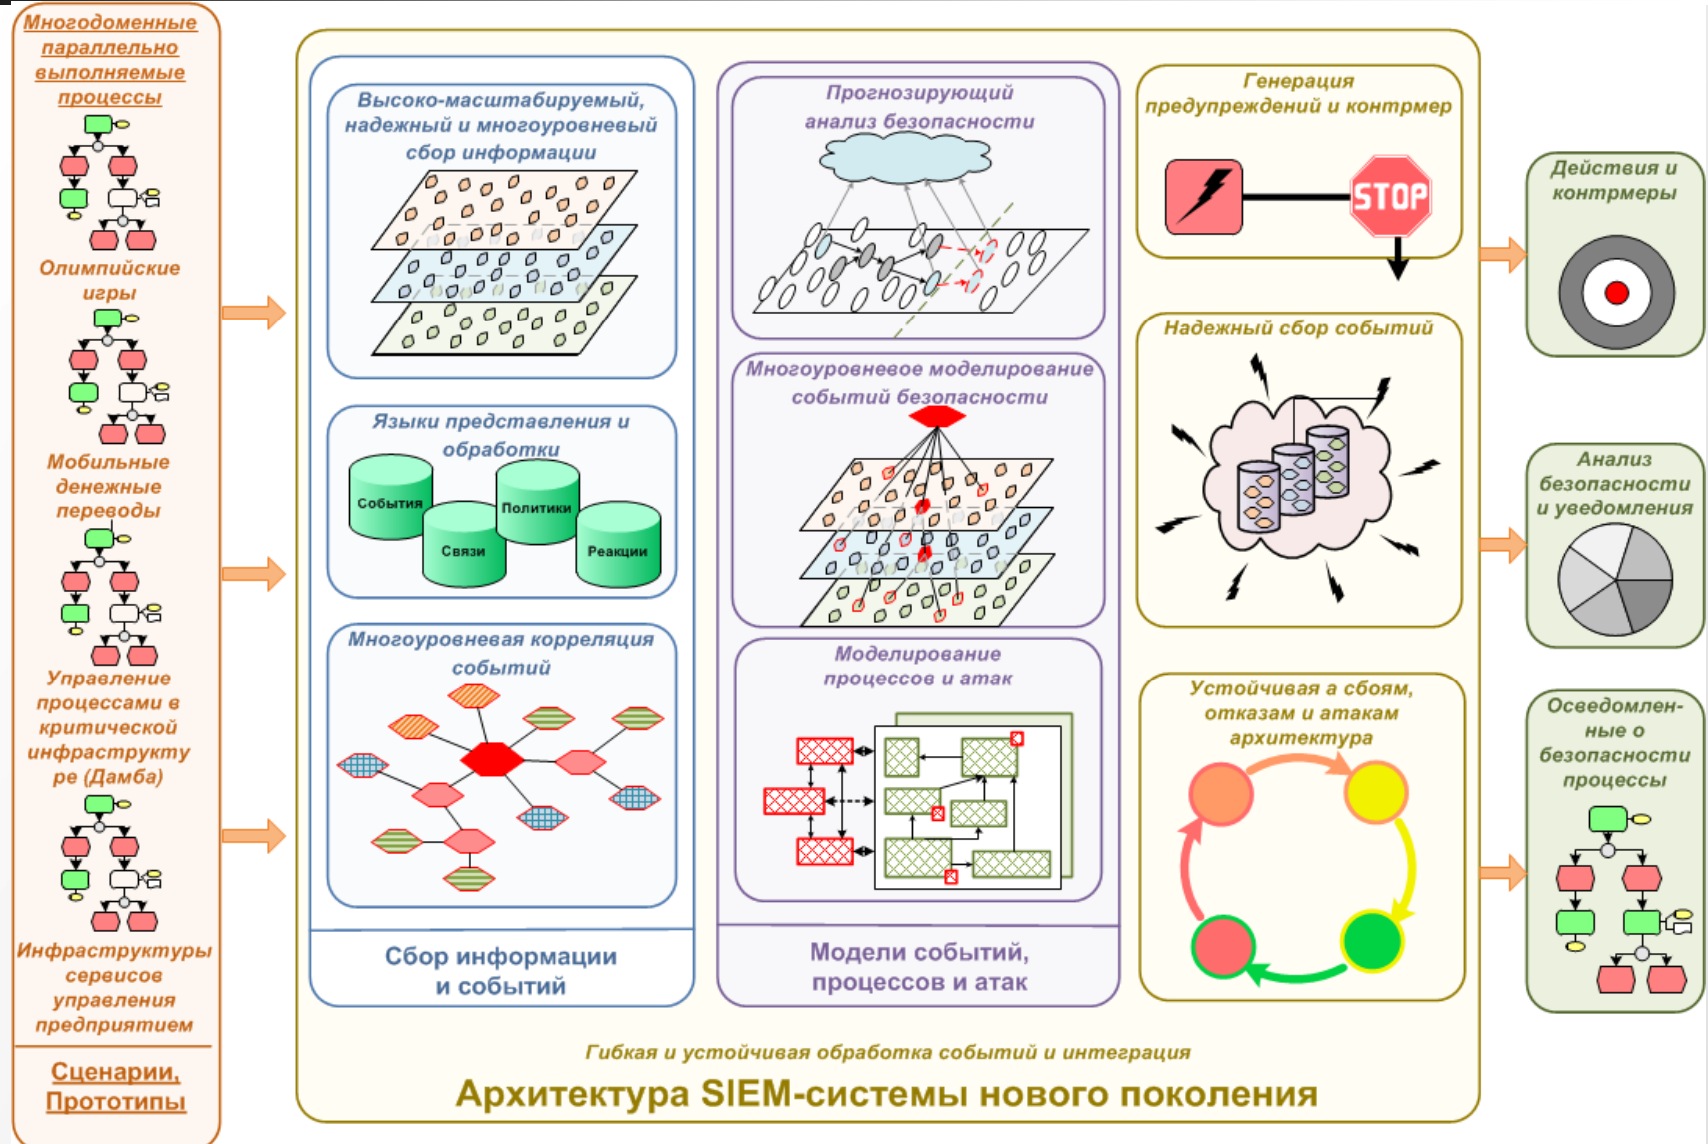 Многодоменные
параллельно
выполняемые
процессы
Олимпийские
игры
Мобильные
денежные
переводы
Управление
процессами в
критической
инфраструкту
ре (Дамба)
Инфраструктуры
сервисов
управления
предприятием
Сценарии,
Прототипы
Высоко-масштабируемый,
надежный и многоуровневый
сбор информации
Языки представления и
обработки
События
Связи
Политики
Реакции
Многоуровневая корреляция
событий
Сбор информации
и событий
Прогнозирующий
анализ безопасности
Многоуровневое моделирование
событий безопасности
Моделирование
процессов и атак
Модели событий,
процессов и атак
Генерация
предупреждений и контрмер
STOP
Надежный сбор событий
Устойчивая а сбоям,
отказам и атакам
архитектура
Гибкая и устойчивая обработка событий и интеграция
Архитектура SIEM-системы нового поколения
Действия и
контрмеры
Анализ
безопасности
и уведомления
Осведомлен-
ные о
безопасности
процессы